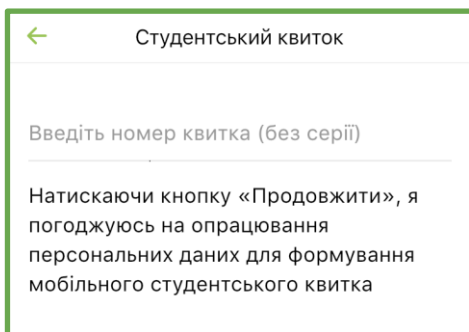 Студентський квиток
Введіть номер квитка (без серії)
Натискаючи кнопку «Продовжити», я
погоджуюсь на опрацювання
персональних даних для формування
мобільного студентського квитка